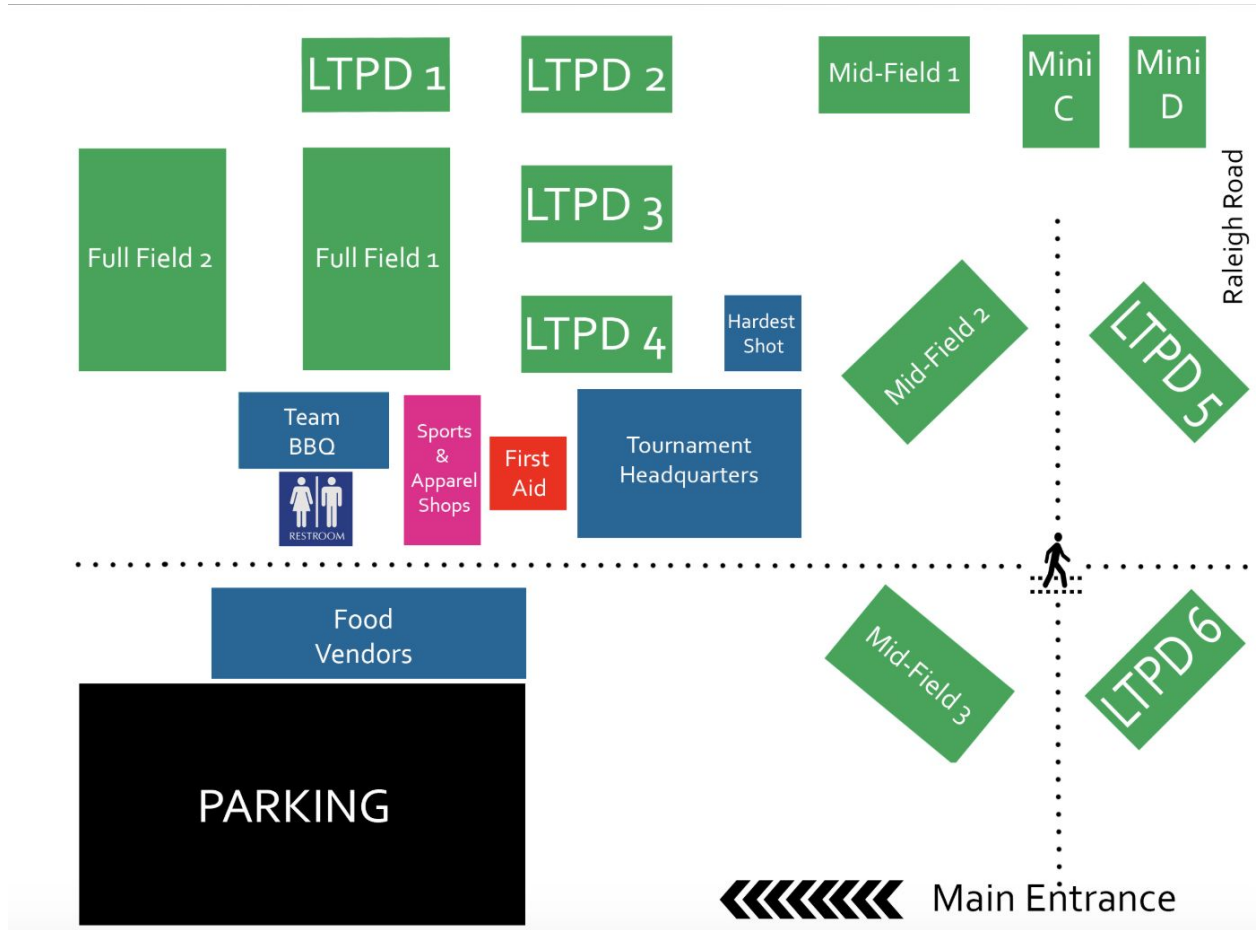 LTPD 1
LTPD 2
Mid-Field 1
Mini
C
Mini
D
Raleigh Road
Full Field 2
Full Field 1
LTPD 3
LTPD 4
Hardest
Shot
Mid-Field 2
LTPD 5
Team
BBQ
RESTROOM
Sports
&
Apparel
Shops
First
Aid
Tournament
Headquarters
Food
Vendors
Mid-Field 3
LTPD 6
PARKING
Main Entrance